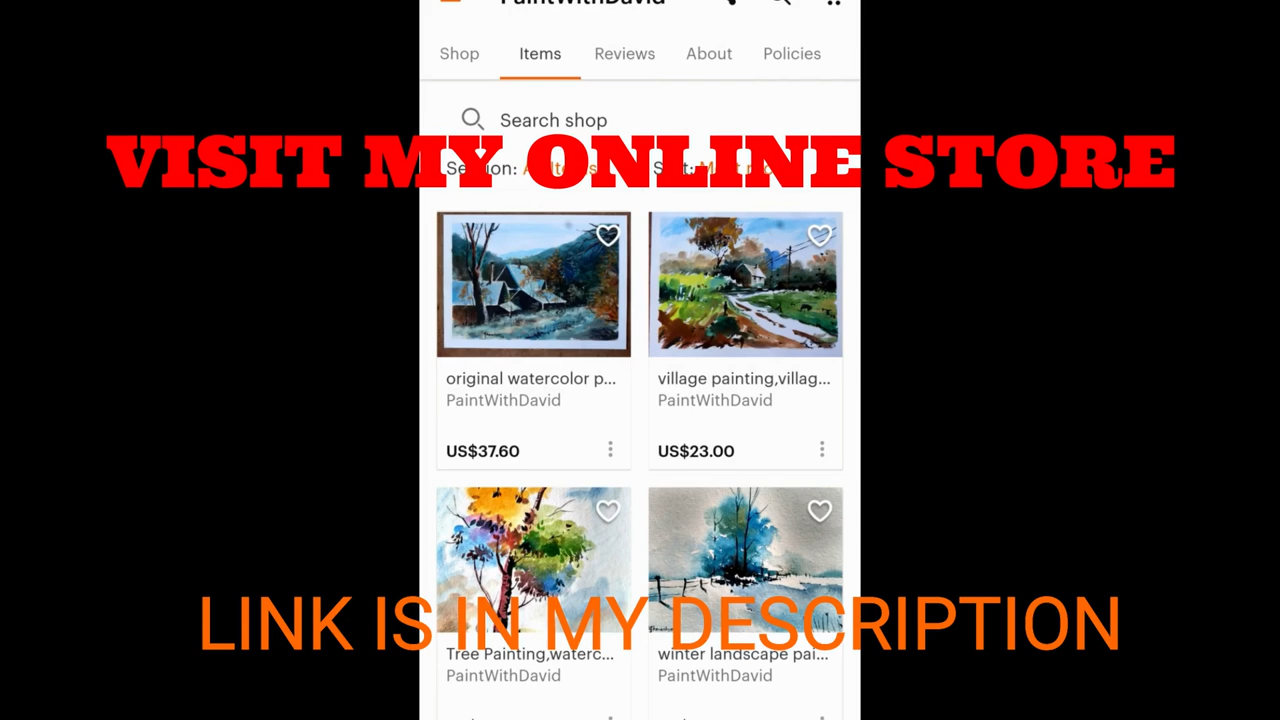 PaintWithDavid
Shop Items Reviews About Policies
Search shop
VISIT MY ONLINE STORE
original watercolor p...
PaintWithDavid
US$37.60
village painting,villag...
PaintWithDavid
US$23.00
LINK IS IN MY DESCRIPTION
Tree Painting,waterc...
PaintWithDavid
winter landscape pai...
PaintWithDavid